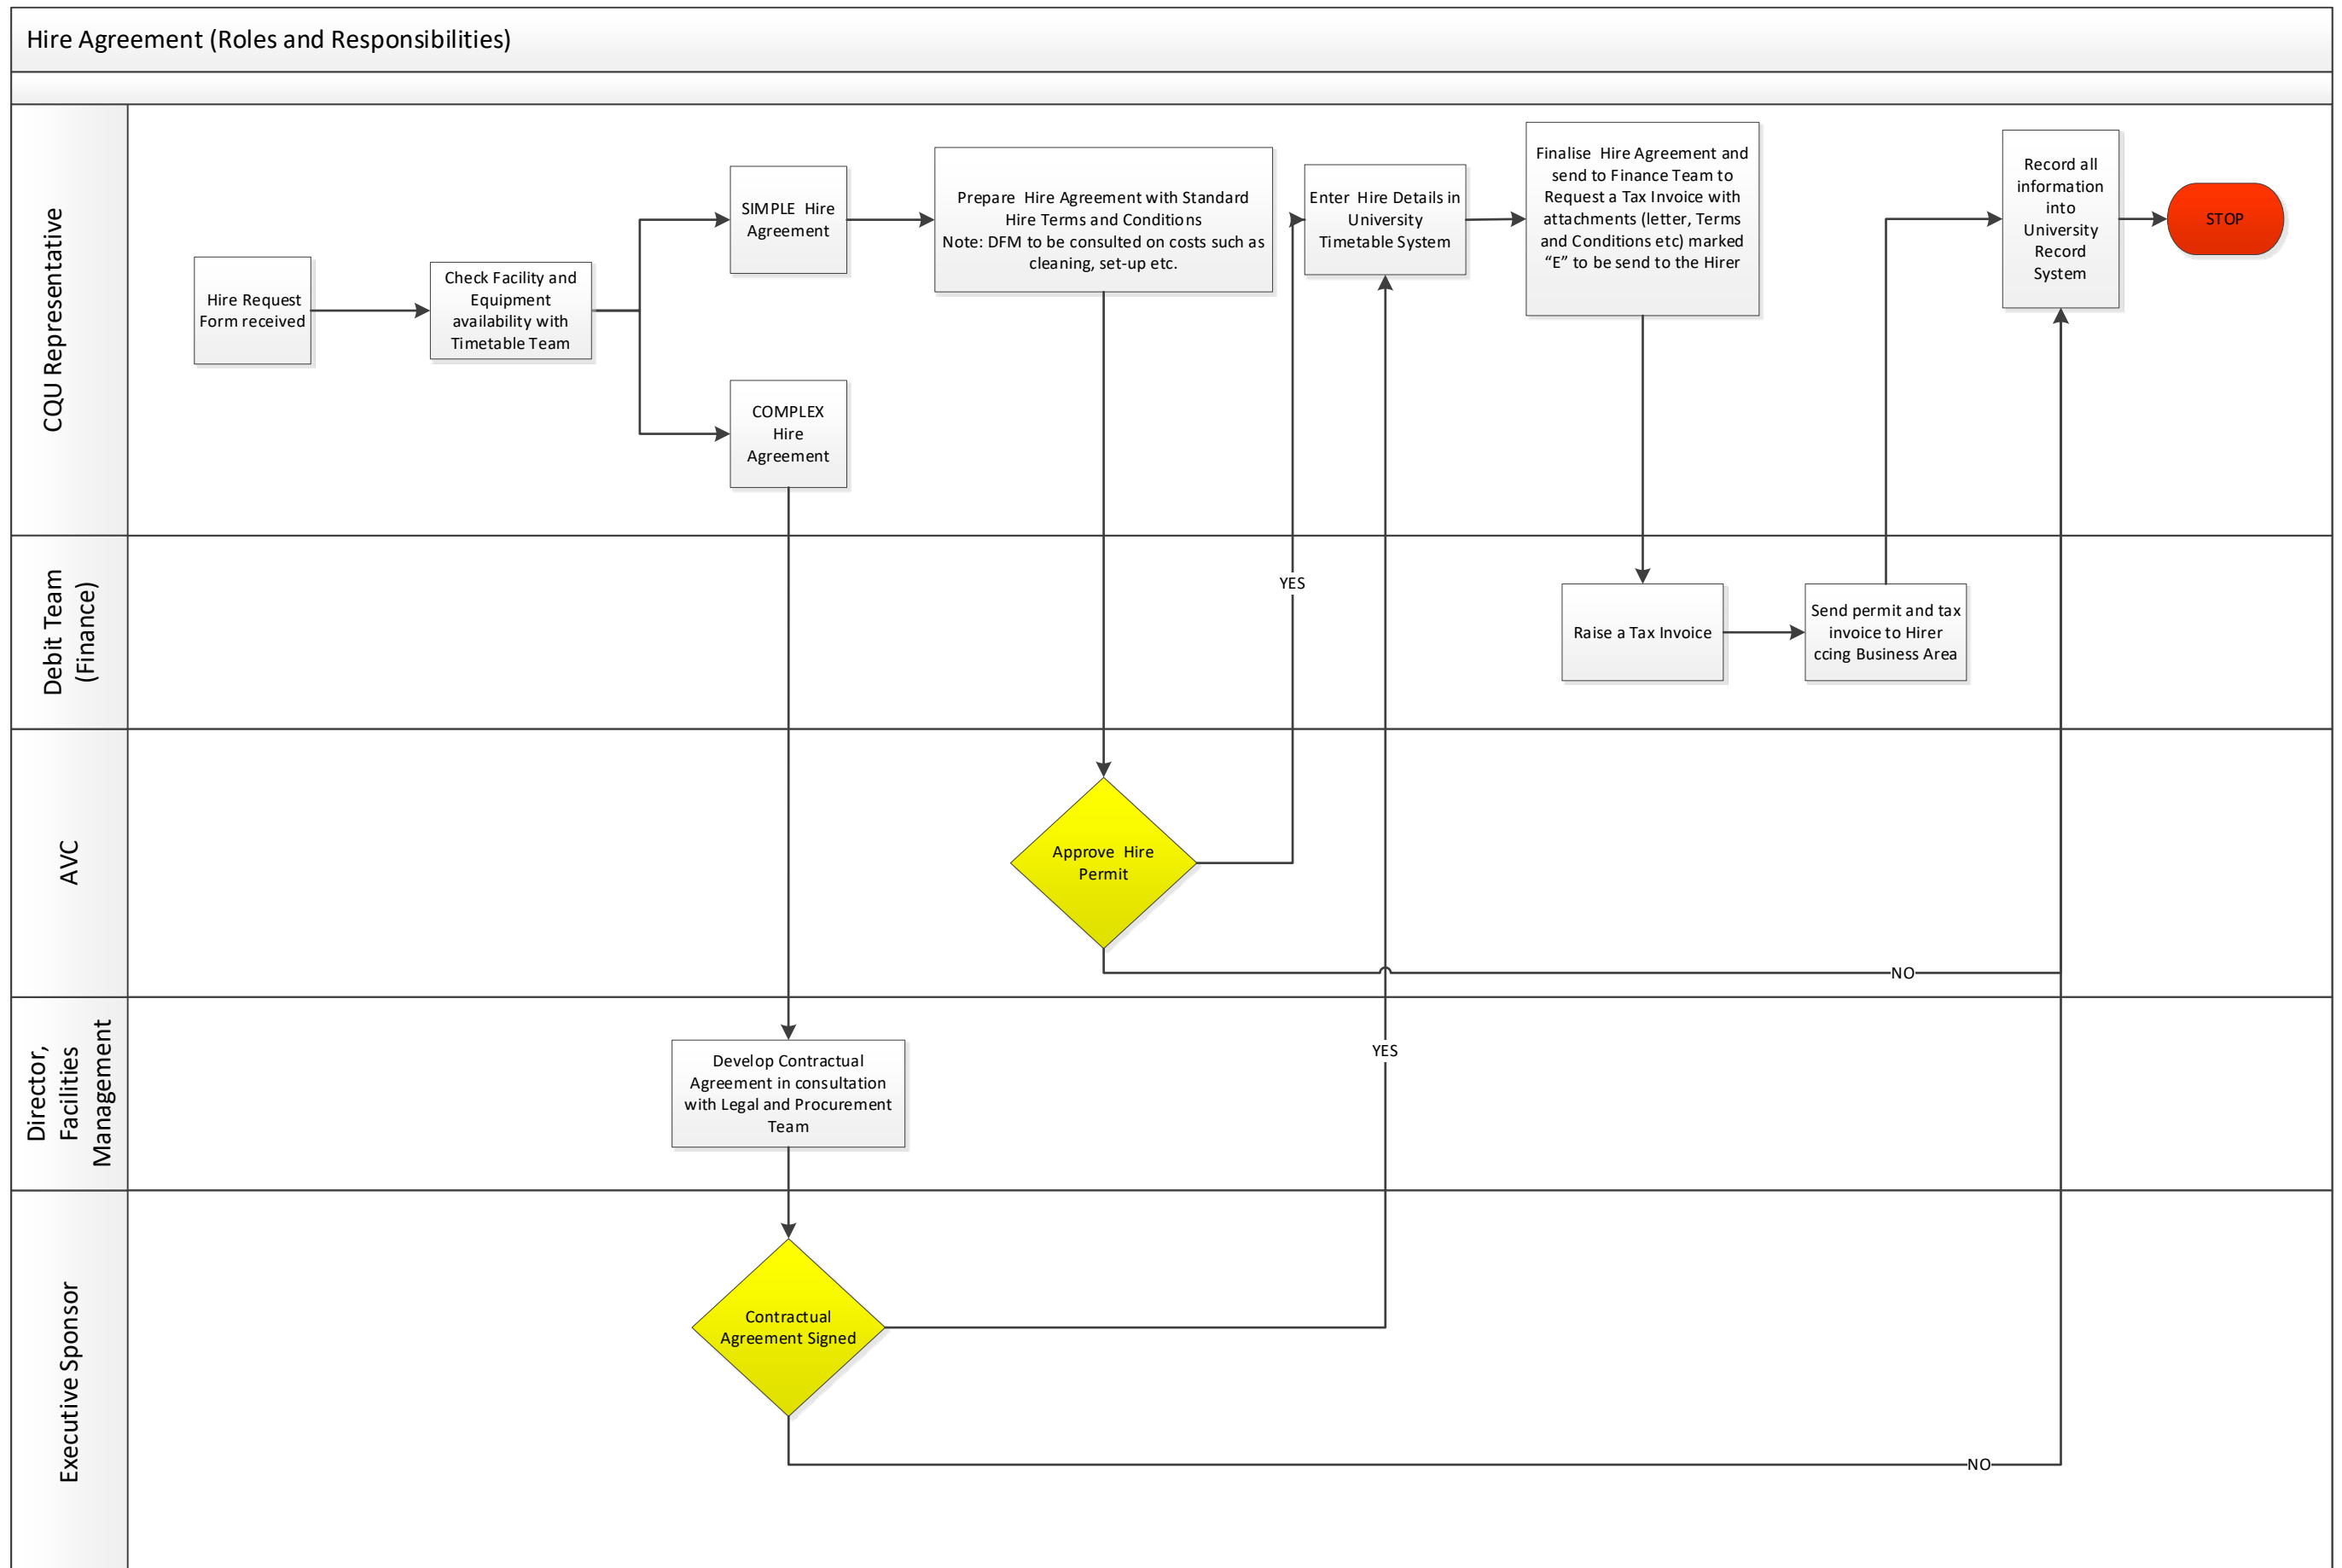 Hire Agreement (Roles and Responsibilities)
CQU Representative
Hire Request
Form received
Check Facility and
Equipment
availability with
Timetable Team
SIMPLE Hire
Agreement
COMPLEX
Hire
Agreement
Prepare Hire Agreement with Standard
Hire Terms and Conditions
Note: DFM to be consulted on costs such as
cleaning, set-up etc.
Enter Hire Details in
University
Timetable System
Finalise Hire Agreement and
send to Finance Team to
Request a Tax Invoice with
attachments (letter, Terms
and Conditions etc) marked
“E” to be send to the Hirer
Record all
information
into
University
Record
System
STOP
Debit Team
(Finance)
YES
Raise a Tax Invoice
Send permit and tax
invoice to Hirer
ccing Business Area
AVC
Approve Hire
Permit
NO
Director,
Facilities
Management
Develop Contractual
Agreement in consultation
with Legal and Procurement
Team
YES
Executive Sponsor
Contractual
Agreement Signed
NO